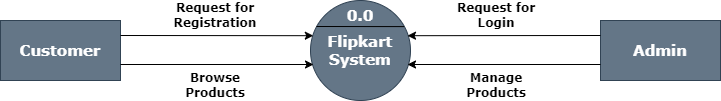 Request for
Registration
0.0
Request for
Login
Customer
Flipkart
System
Admin
Browse
Products
Manage
Products